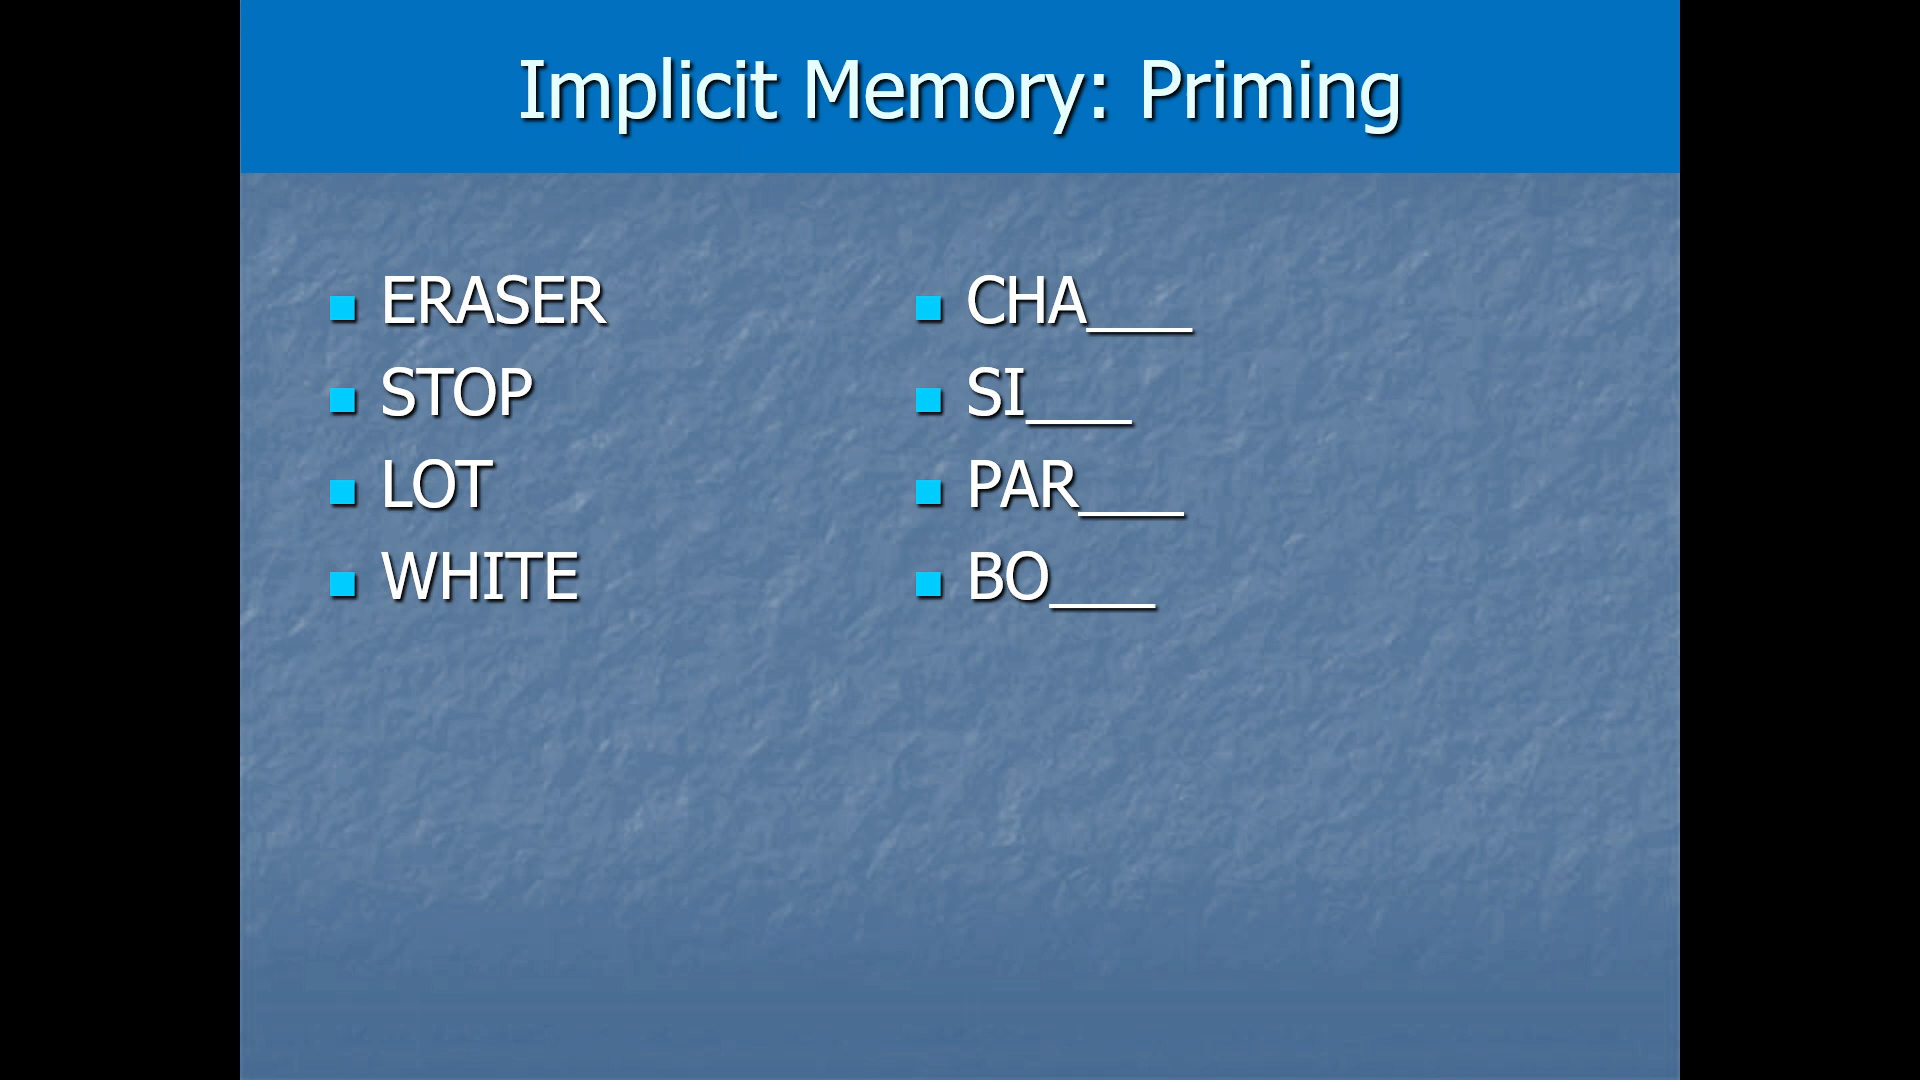 Implicit Memory: Priming
ERASER
STOP
LOT
WHITE
CHA___
SI___
PAR___
BO___